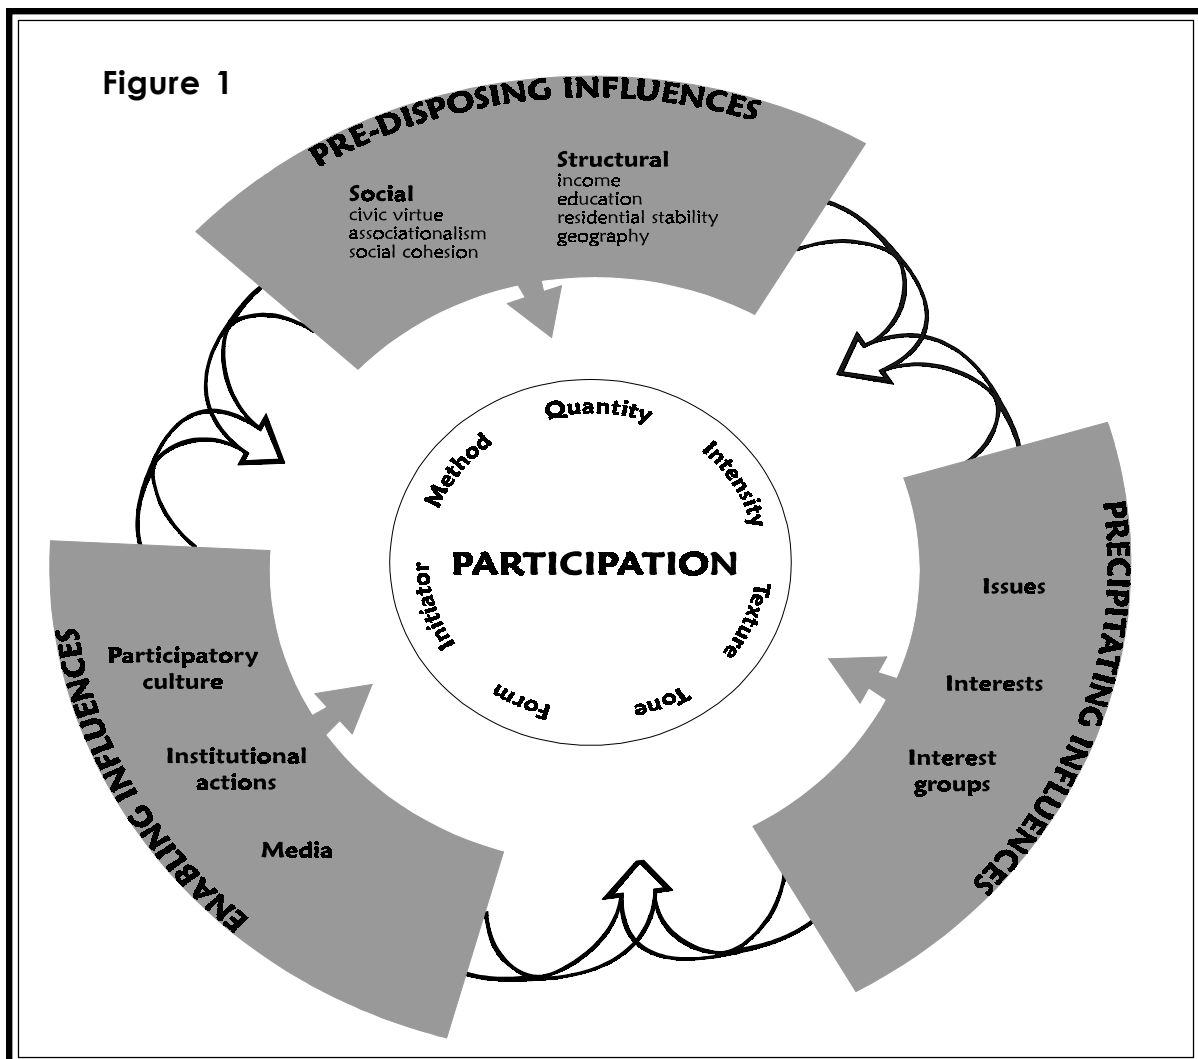 Figure 1
PRE-DISPOSING INFLUENCES
Social
civic virtue
associationalism
social cohesion
Structural
income
education
residential stability
geography
Quantity
Intensity
Texture
Tone
Form
Initiator
Method
PARTICIPATION
PRECIPITATING INFLUENCES
Issues
Interests
Interest
groups
ENABLING INFLUENCES
Participatory
culture
Institutional
actions
Media